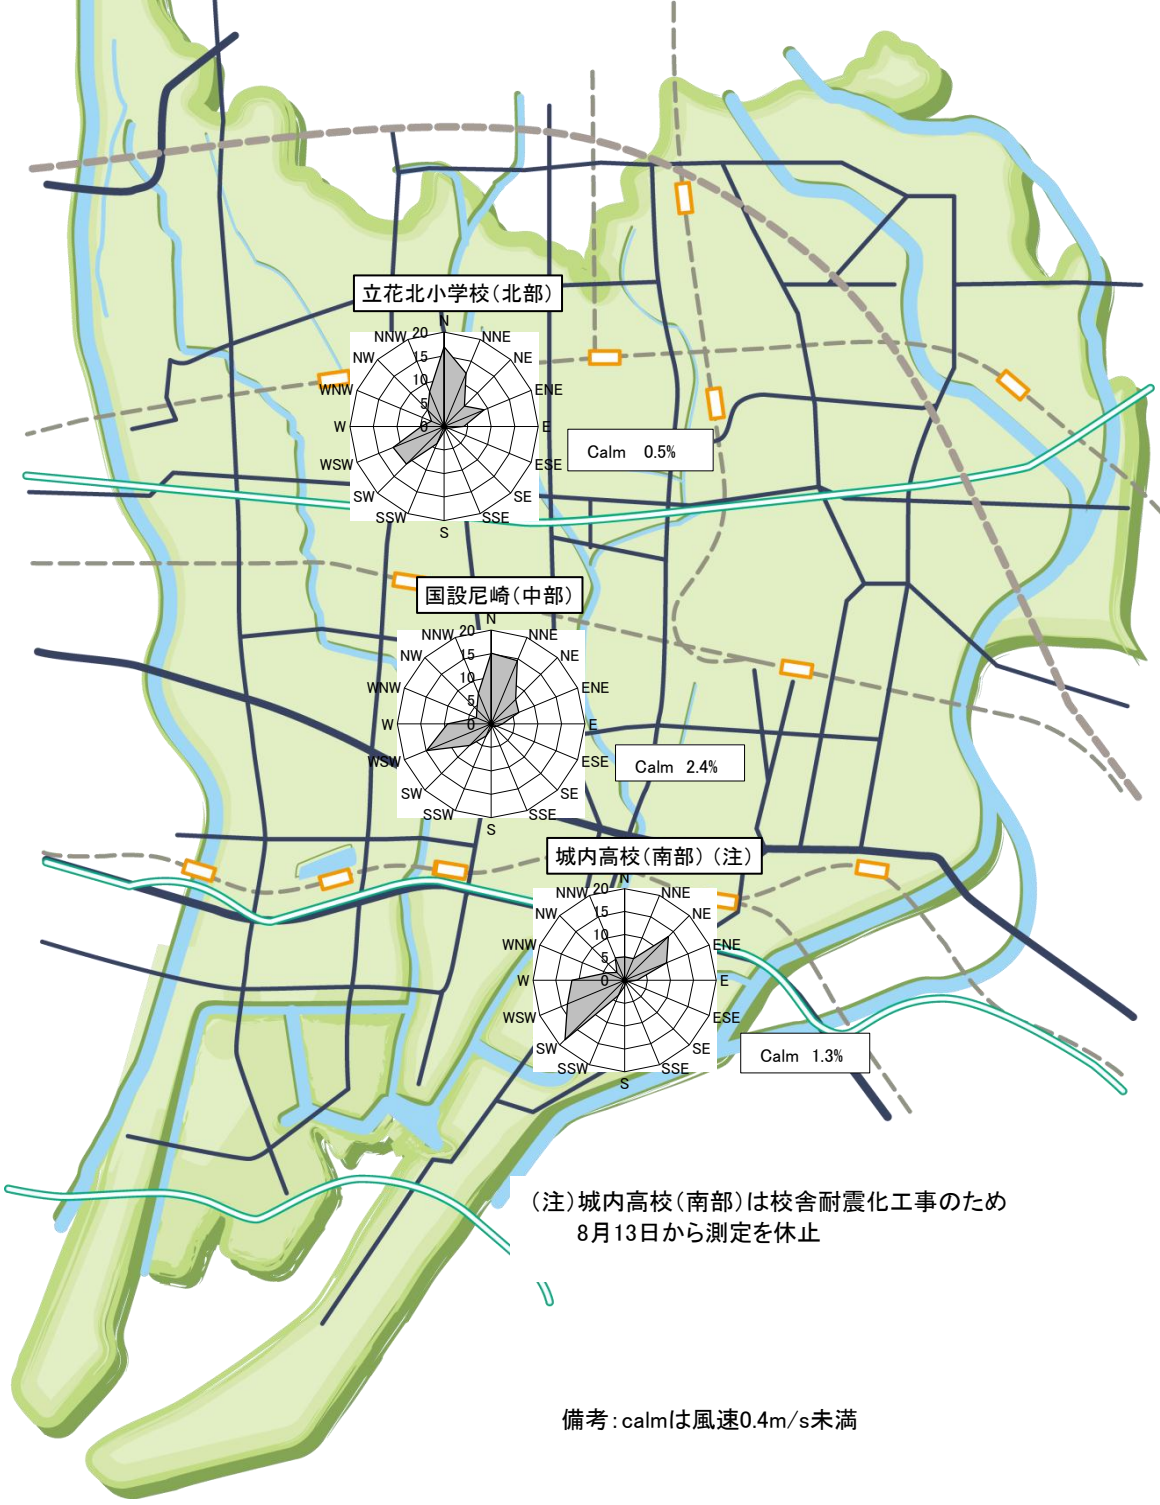 立花北小学校（北部）
N
NNW
20
NNE
NW
15
NE
WNW
10
ENE
5
W
0
E
WSW
ESE
Calm 0.5%
SW
SE
SSW
SSE
S
国設尼崎（中部）
N
NNW
20
NNE
NW
15
NE
WNW
10
ENE
5
W
0
E
WSW
ESE
Calm 2.4%
SW
SE
SSW
SSE
S
城内高校（南部）（注）
N
NNW
20
NNE
NW
15
NE
WNW
10
ENE
5
W
0
E
WSW
ESE
SW
SE
Calm 1.3%
SSW
SSE
S
（注）城内高校（南部）は校舎耐震化工事のため
8月13日から測定を休止
備考：calmは風速0.4m/s未満